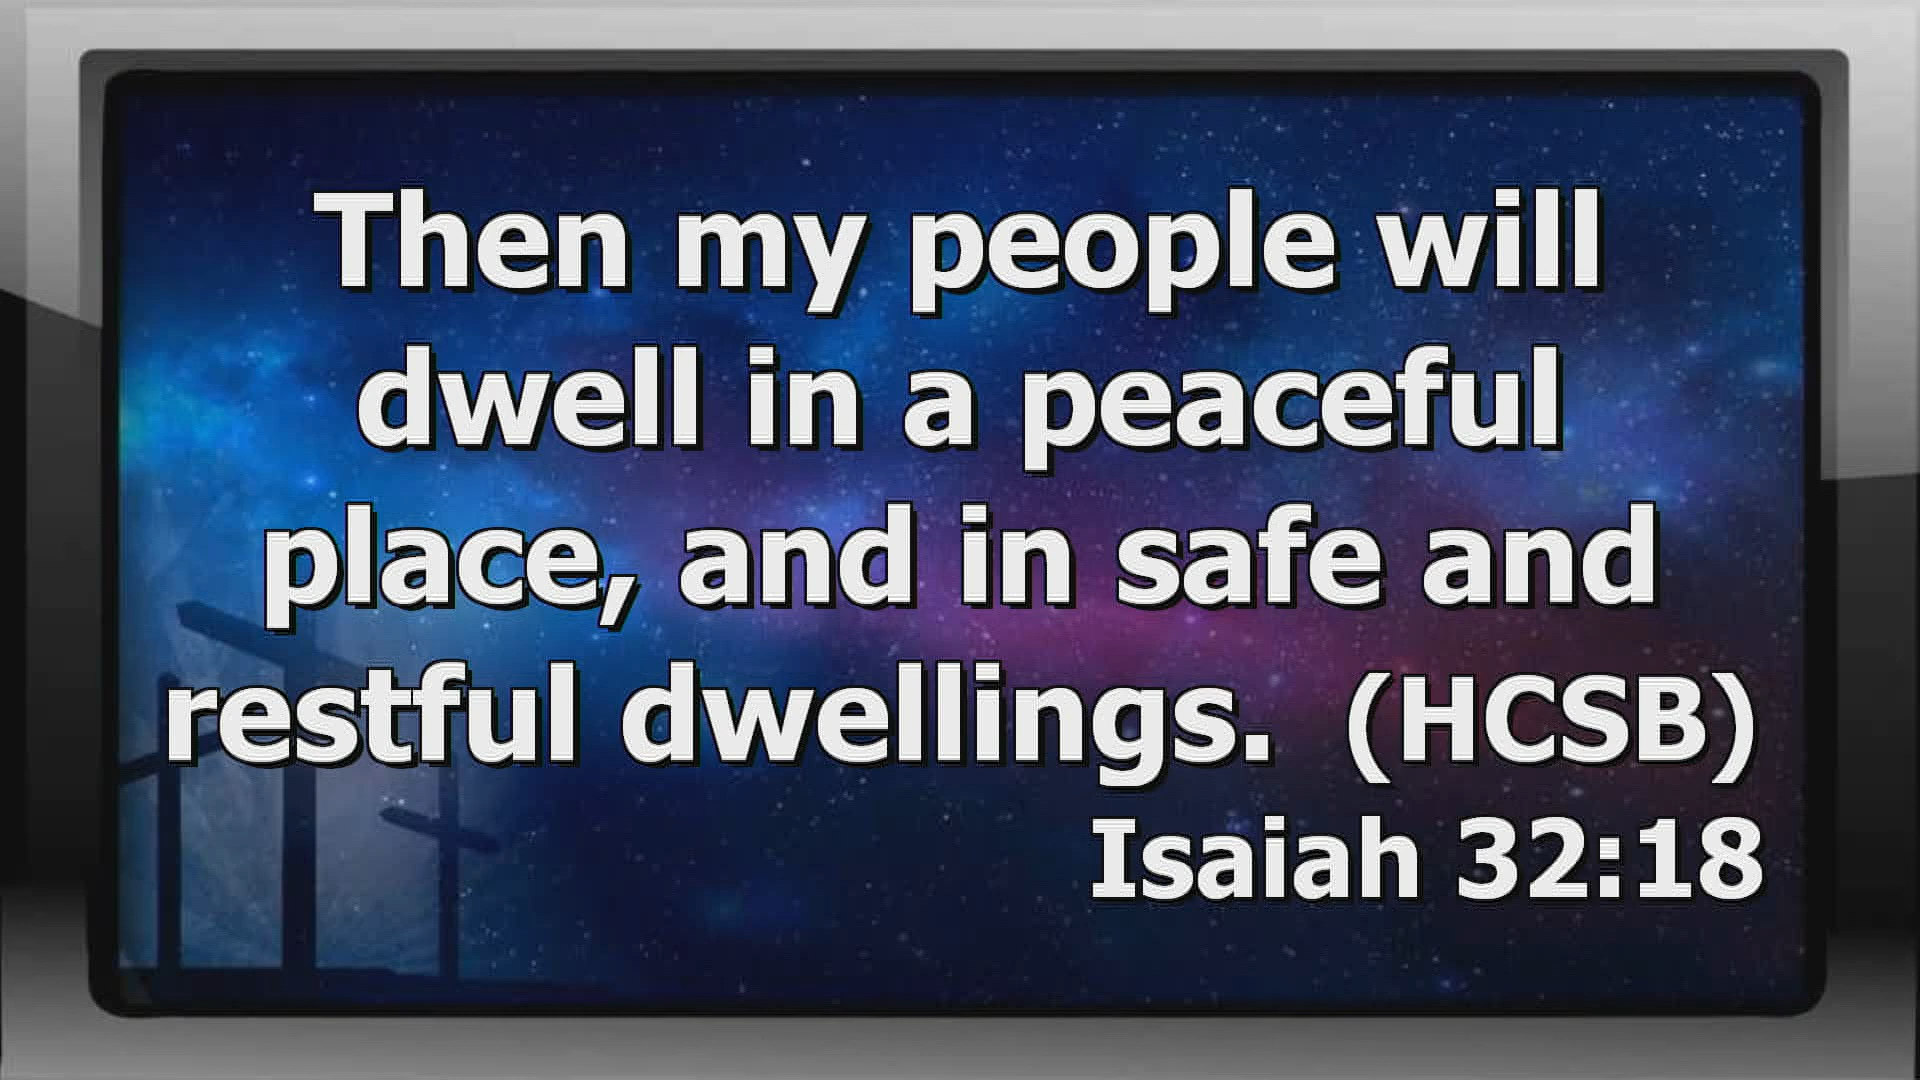 Then my people will
dwell in a peaceful
place, and in safe and
restful dwellings. (HCSB)
Isaiah 32:18